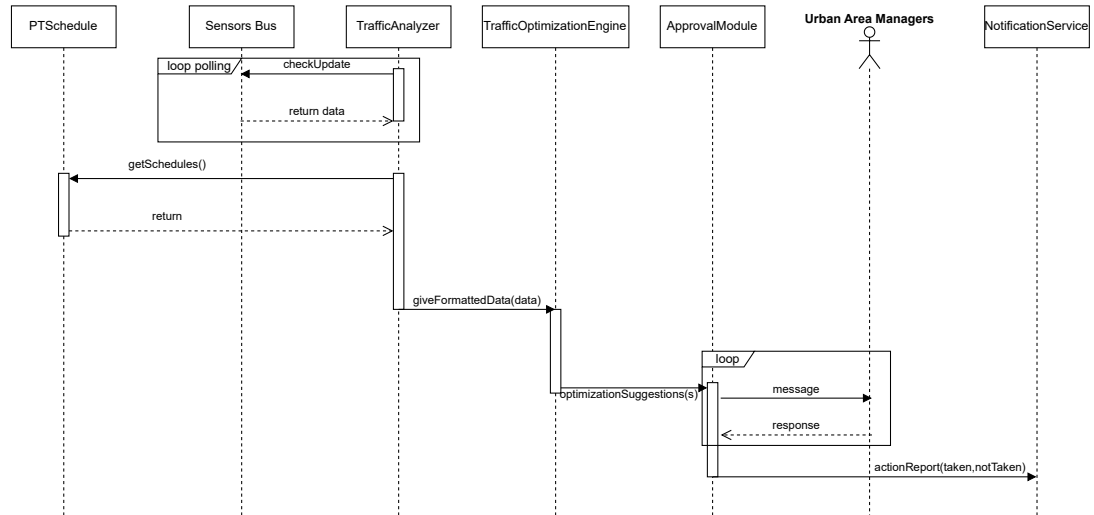 PTSchedule
Sensors Bus
TrafficAnalyzer
TrafficOptimizationEngine
ApprovalModule
Urban Area Managers
NotificationService
loop polling
checkUpdate
return data
getSchedules()
return
giveFormattedData(data)
loop
optimizationSuggestions(s)
message
response
actionReport(taken,notTaken)